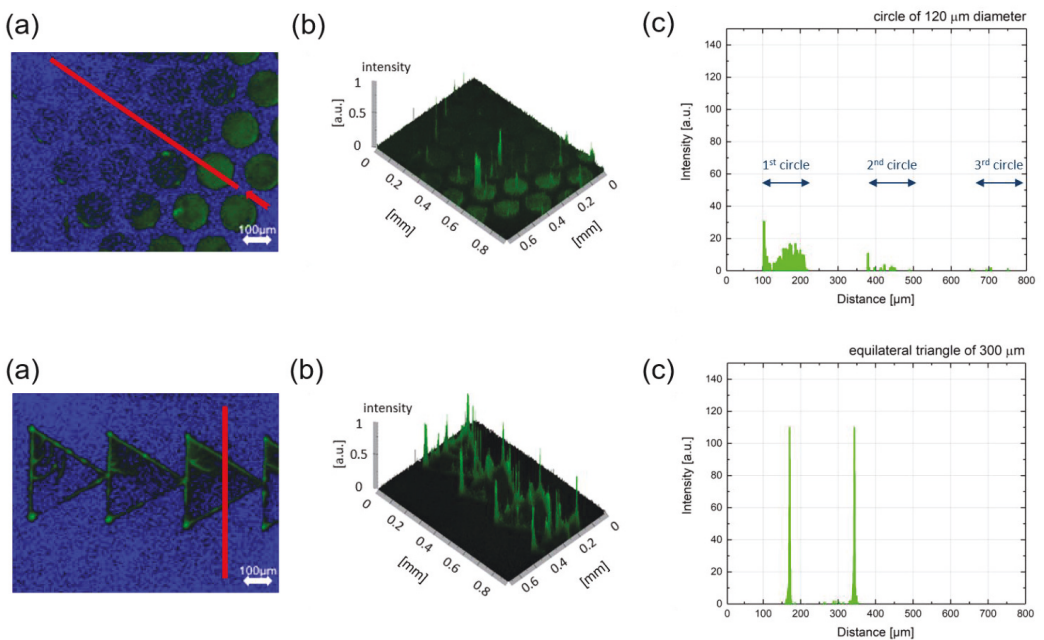 (a)
100µm
(b)
intensity
1
0.5
0
[a.u.]
0
0.2
0.4
0.6
0.8
[mm]
0.6
0.4
0.2
0
[mm]
(c)
circle of 120 µm diameter
Intensity [a.u.]
140
120
100
80
60
40
20
0
1st circle
2nd circle
3rd circle
0 100 200 300 400 500 600 700 800
Distance [µm]
(a)
100µm
(b)
intensity
1
0.5
0
[a.u.]
0
0.2
0.4
0.6
0.8
[mm]
0.6
0.4
0.2
0
[mm]
(c)
equilateral triangle of 300 µm
Intensity [a.u.]
140
120
100
80
60
40
20
0
0 100 200 300 400 500 600 700 800
Distance [µm]